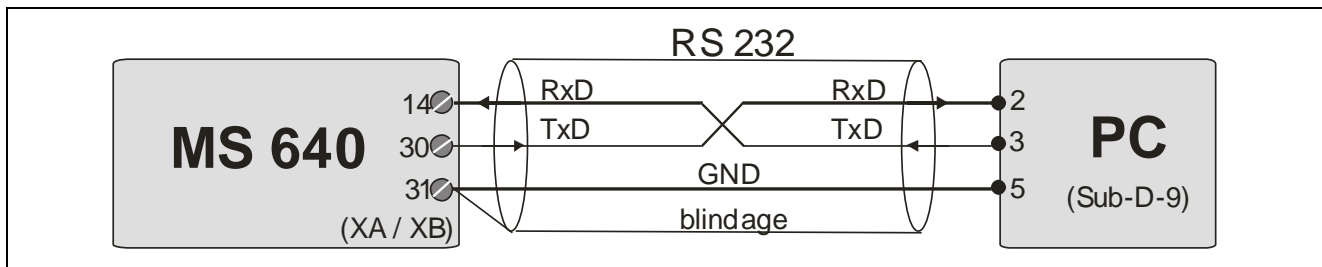 RS 232
14 RxD RxD 2
MS 640
30 TxD TxD 3
PC
31 GND 5
(Sub-D-9)
(XA / XB)
blindage